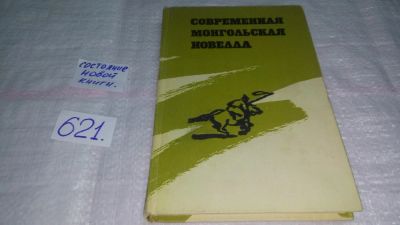 СОВРЕМЕННАЯ
МОНГОЛЬСКАЯ
НОВЕЛЛА
состояние
новой
книги.
621.